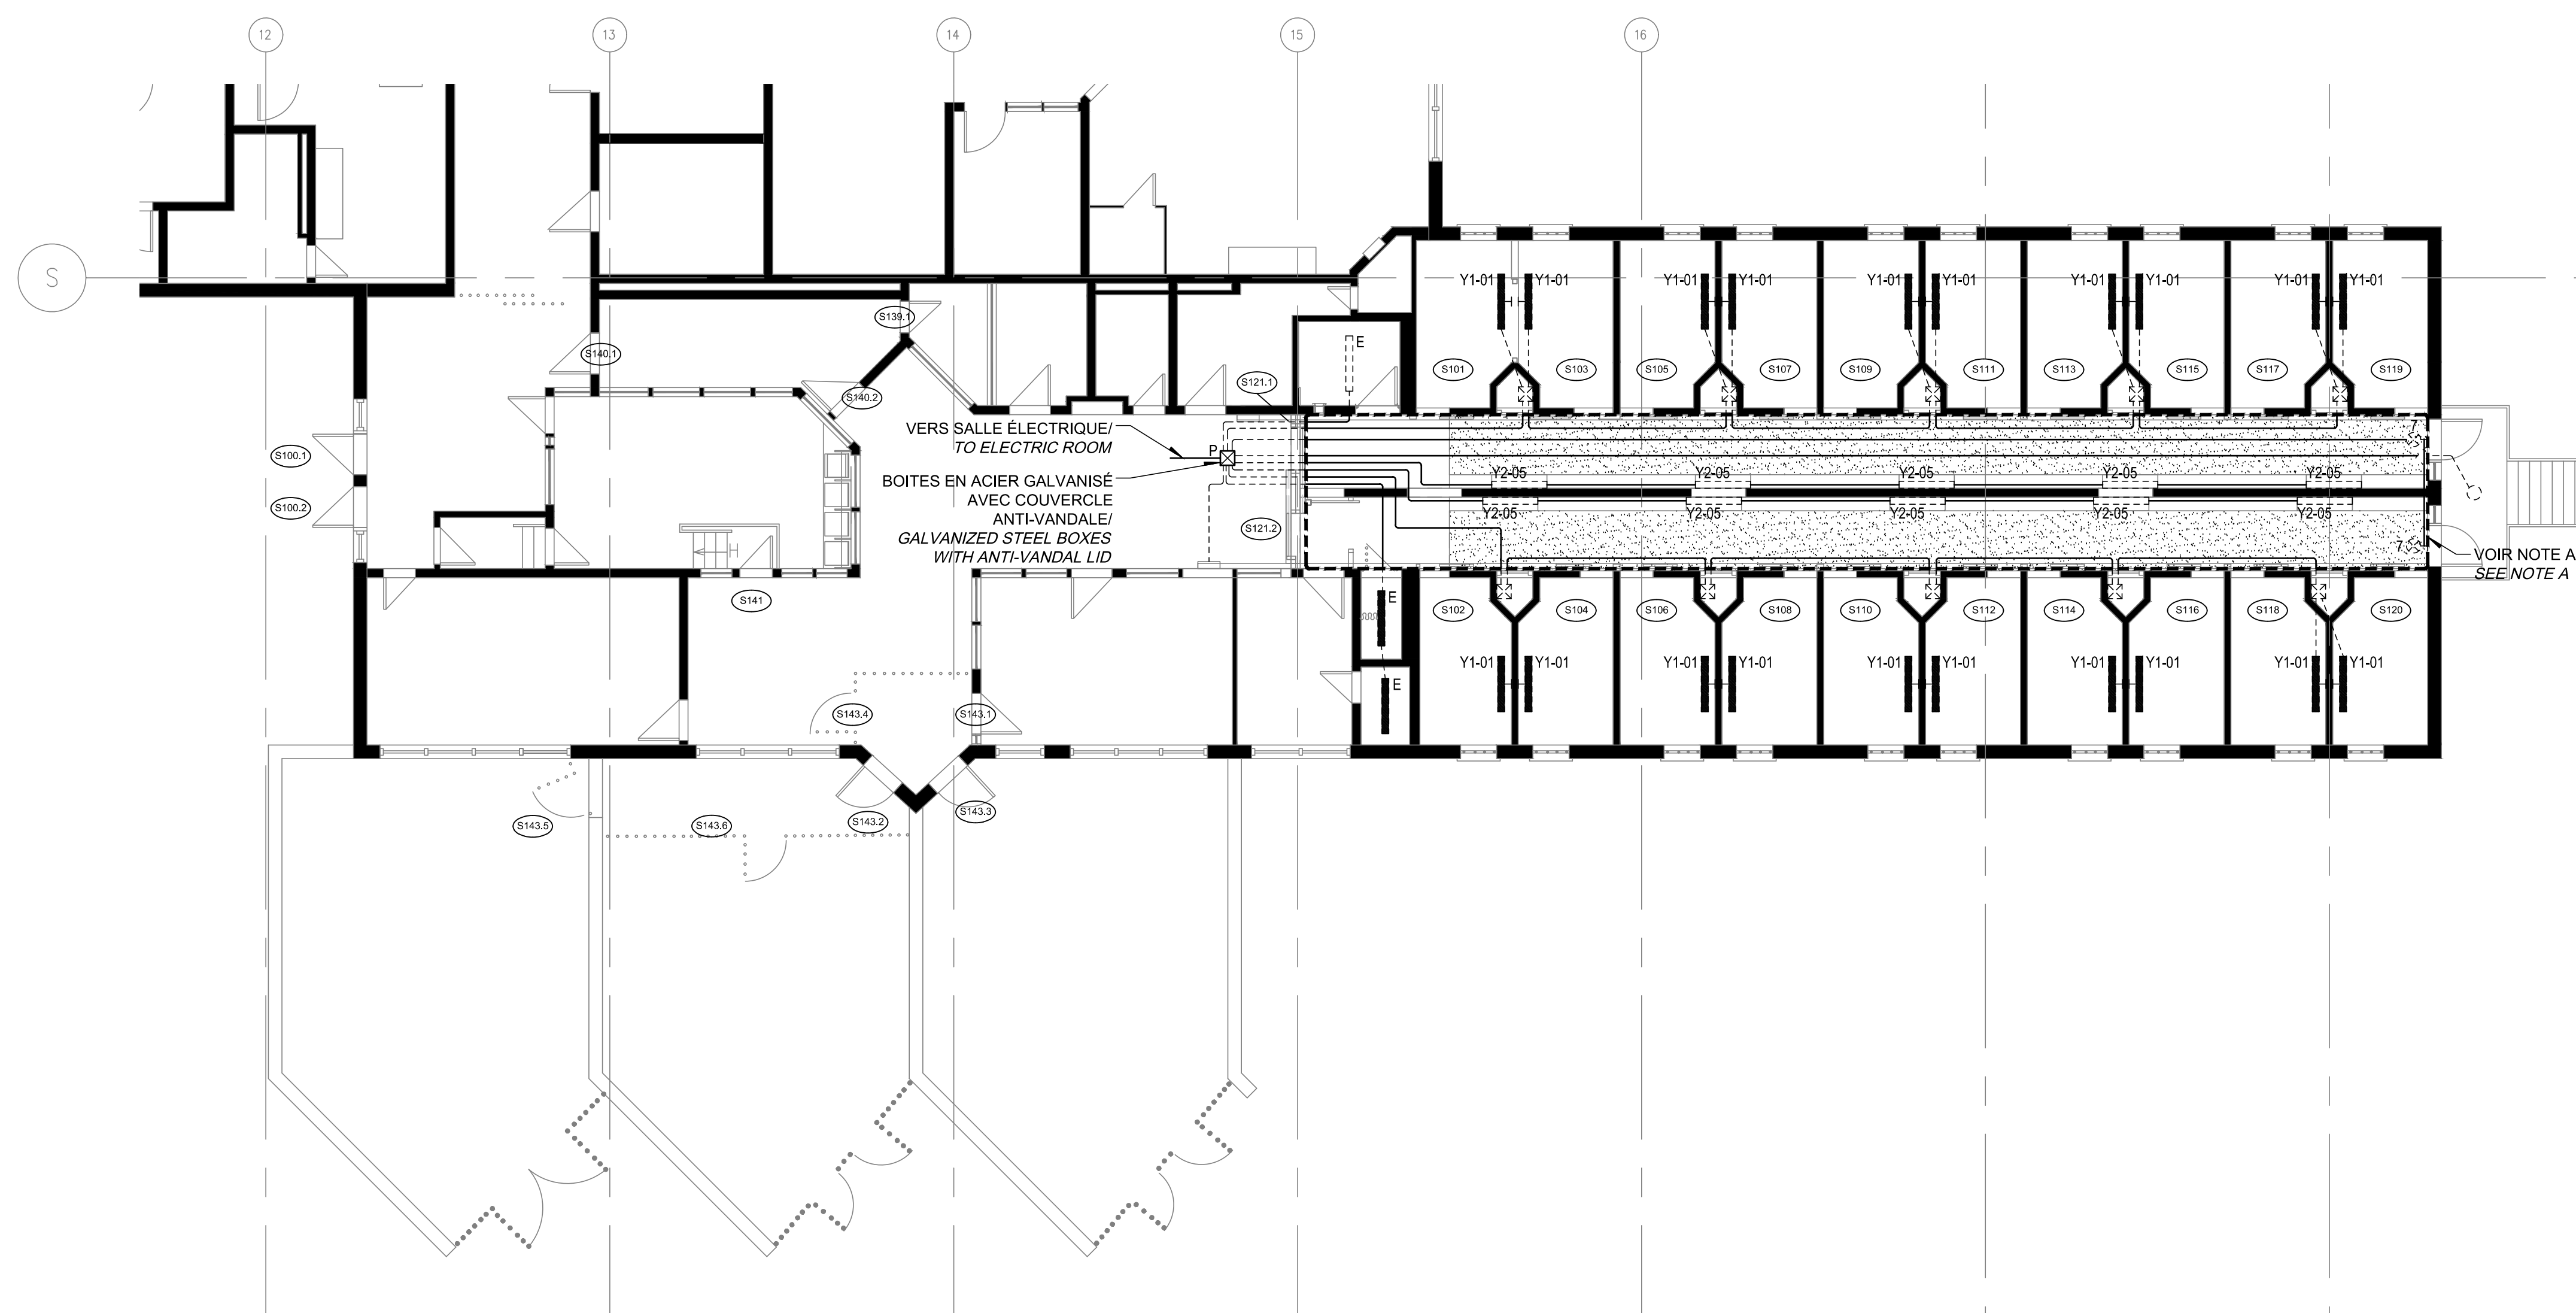 12
13
14
15
16
S
Y1-01 Y1-01 Y1-01 Y1-01 Y1-01 Y1-01 Y1-01 Y1-01 Y1-01 Y1-01
S139.1
E
S140.1
S101 S103 S105 S107 S109 S111 S113 S115 S117 S119
S121.1
S140.2
VERS SALLE ÉLECTRIQUE/
TO ELECTRIC ROOM
P
7
S100.1
BOITES EN ACIER GALVANISÉ
AVEC COUVERCLE
ANTI-VANDALE/
GALVANIZED STEEL BOXES
WITH ANTI-VANDAL LID
Y2-05 Y2-05 Y2-05 Y2-05 Y2-05
S100.2
Y2-05 Y2-05 Y2-05 Y2-05 Y2-05
S121.2
H
7
VOIR NOTE A
SEE NOTE A
S141
E
S102 S104 S106 S108 S110 S112 S114 S116 S118 S120
Y1-01 Y1-01 Y1-01 Y1-01 Y1-01 Y1-01 Y1-01 Y1-01 Y1-01 Y1-01
E
S143.4
S143.1
S143.5
S143.6
S143.2
S143.3